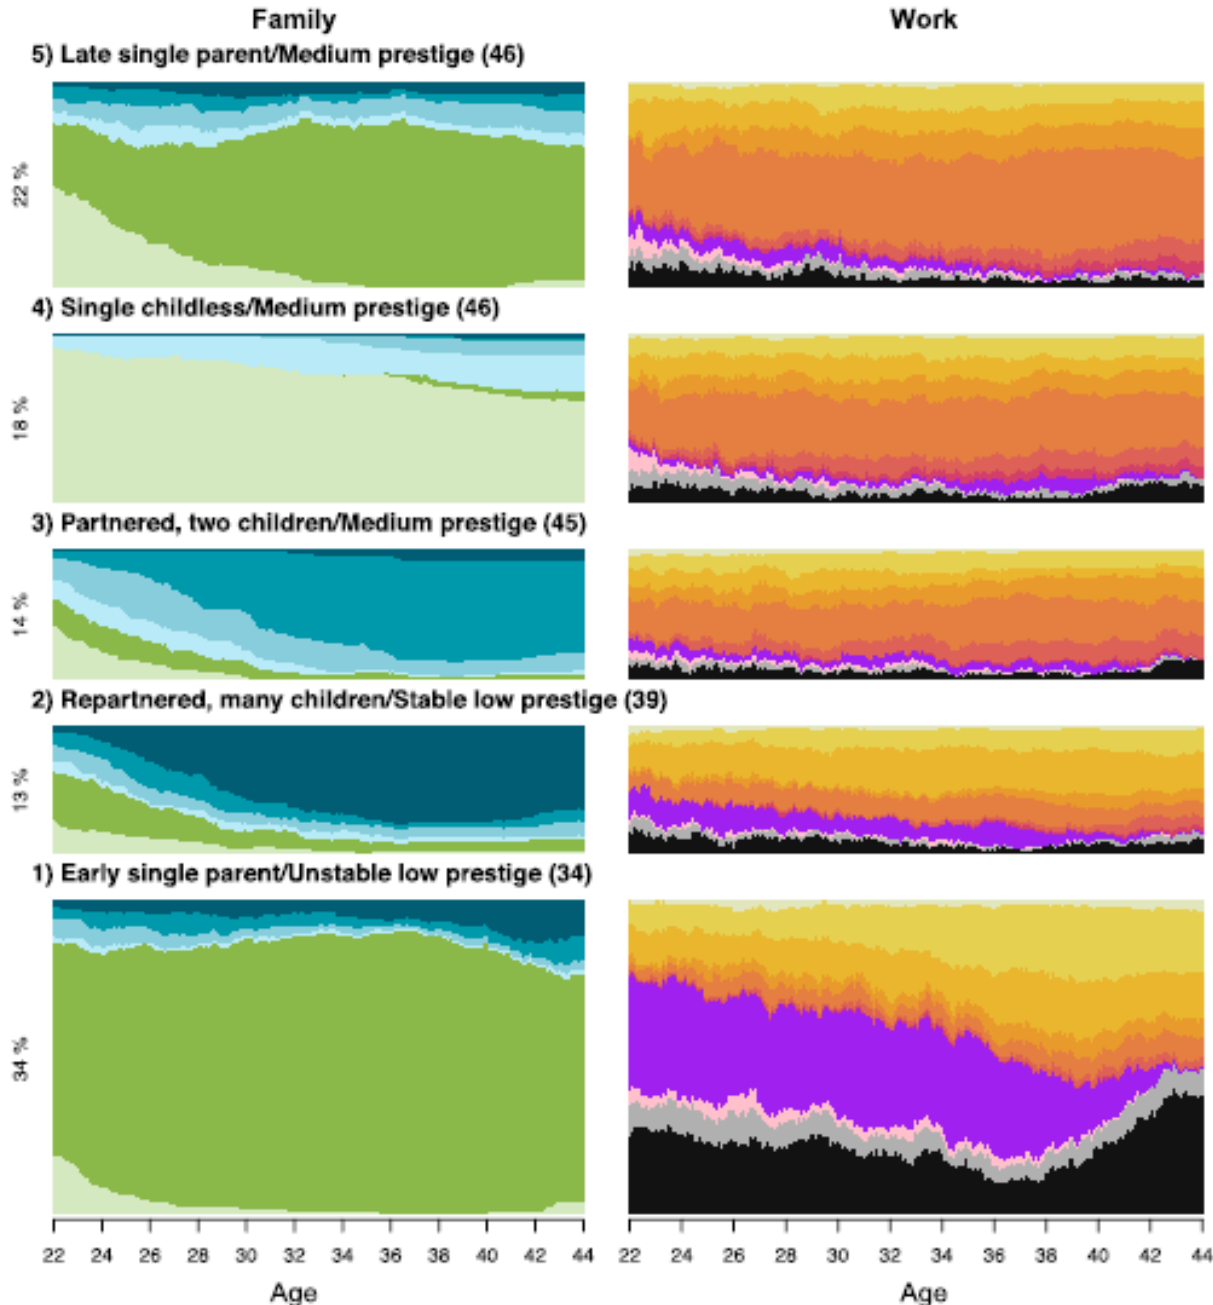 Family Work
5) Late single parent/Medium prestige (46)
22 %
4) Single childless/Medium prestige (46)
18 %
3) Partnered, two children/Medium prestige (45)
14 %
2) Repartnered, many children/Stable low prestige (39)
13 %
1) Early single parent/Unstable low prestige (34)
34 %
22 24 26 28 30 32 34 36 38 40 42 44 22 24 26 28 30 32 34 36 38 40 42 44
Age Age